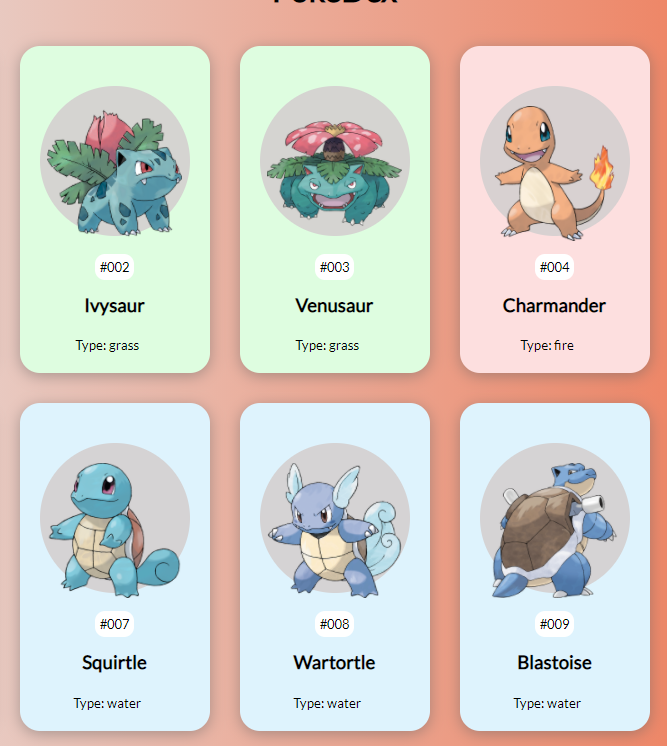 #002
#003
#004
Ivysaur
Venusaur
Charmander
Type: grass
Type: grass
Type: fire
#007
#008
#009
Squirtle
Wartortle
Blastoise
Type: water
Type: water
Type: water